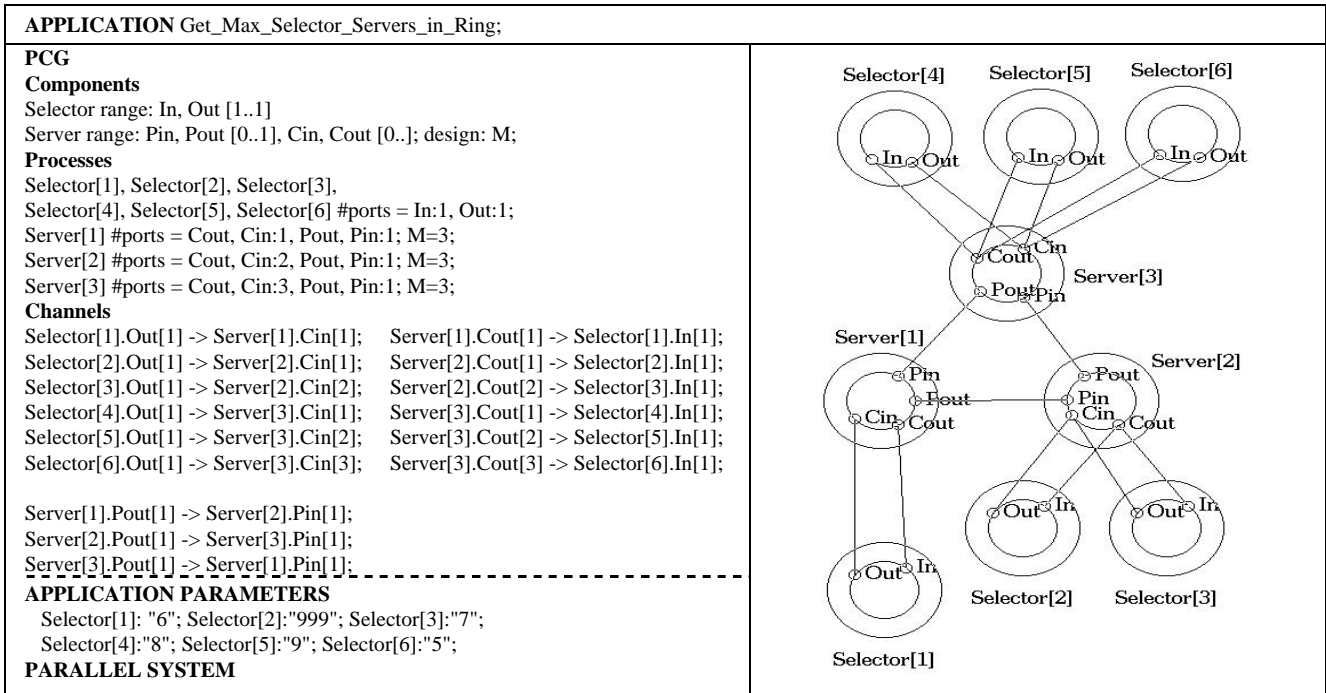 APPLICATION Get_Max_Selector_Servers_in_Ring;
PCG
Components
Selector range: In, Out [1..1]
Server range: Pin, Pout [0..1], Cin, Cout [0..]; design: M;
Processes
Selector[1], Selector[2], Selector[3],
Selector[4], Selector[5], Selector[6] #ports = In:1, Out:1;
Server[1] #ports = Cout, Cin:1, Pout, Pin:1; M=3;
Server[2] #ports = Cout, Cin:2, Pout, Pin:1; M=3;
Server[3] #ports = Cout, Cin:3, Pout, Pin:1; M=3;
Channels
Selector[1].Out[1] -> Server[1].Cin[1]; Server[1].Cout[1] -> Selector[1].In[1];
Selector[2].Out[1] -> Server[2].Cin[1]; Server[2].Cout[1] -> Selector[2].In[1];
Selector[3].Out[1] -> Server[2].Cin[2]; Server[2].Cout[2] -> Selector[3].In[1];
Selector[4].Out[1] -> Server[3].Cin[1]; Server[3].Cout[1] -> Selector[4].In[1];
Selector[5].Out[1] -> Server[3].Cin[2]; Server[3].Cout[2] -> Selector[5].In[1];
Selector[6].Out[1] -> Server[3].Cin[3]; Server[3].Cout[3] -> Selector[6].In[1];
Server[1].Pout[1] -> Server[2].Pin[1];
Server[2].Pout[1] -> Server[3].Pin[1];
Server[3].Pout[1] -> Server[1].Pin[1];
APPLICATION PARAMETERS
Selector[1]: "6"; Selector[2]:"999"; Selector[3]:"7";
Selector[4]:"8"; Selector[5]:"9"; Selector[6]:"5";
PARALLEL SYSTEM
Selector[4] Selector[5] Selector[6]
In Out In Out In Out
Cin
Cout
Server[3]
Pout Pin
Server[1]
Server[2]
Pin
Pout
Pout
Pin
Cin
Cin Cout
Cout
Out In Out In
Out In
Selector[2] Selector[3]
Selector[1]